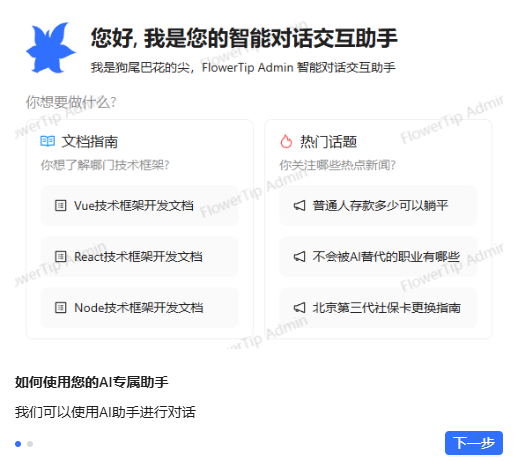 您好, 我是您的智能对话交互助手
我是狗尾巴花的尖，FlowerTip Admin 智能对话交互助手
你想要做什么?
文档指南
你想了解哪门技术框架?
Vue技术框架开发文档
React技术框架开发文档
Node技术框架开发文档
热门话题
你关注哪些热点新闻?
普通人存款多少可以躺平
不会被AI替代的职业有哪些
北京第三代社保卡更换指南
FlowerTip Admin
FlowerTip Admin
FlowerTip Admin
FlowerTip Admin
FlowerTip Admin
FlowerTip Admin
FlowerTip Admin
如何使用您的AI专属助手
我们可以使用AI助手进行对话
下一步